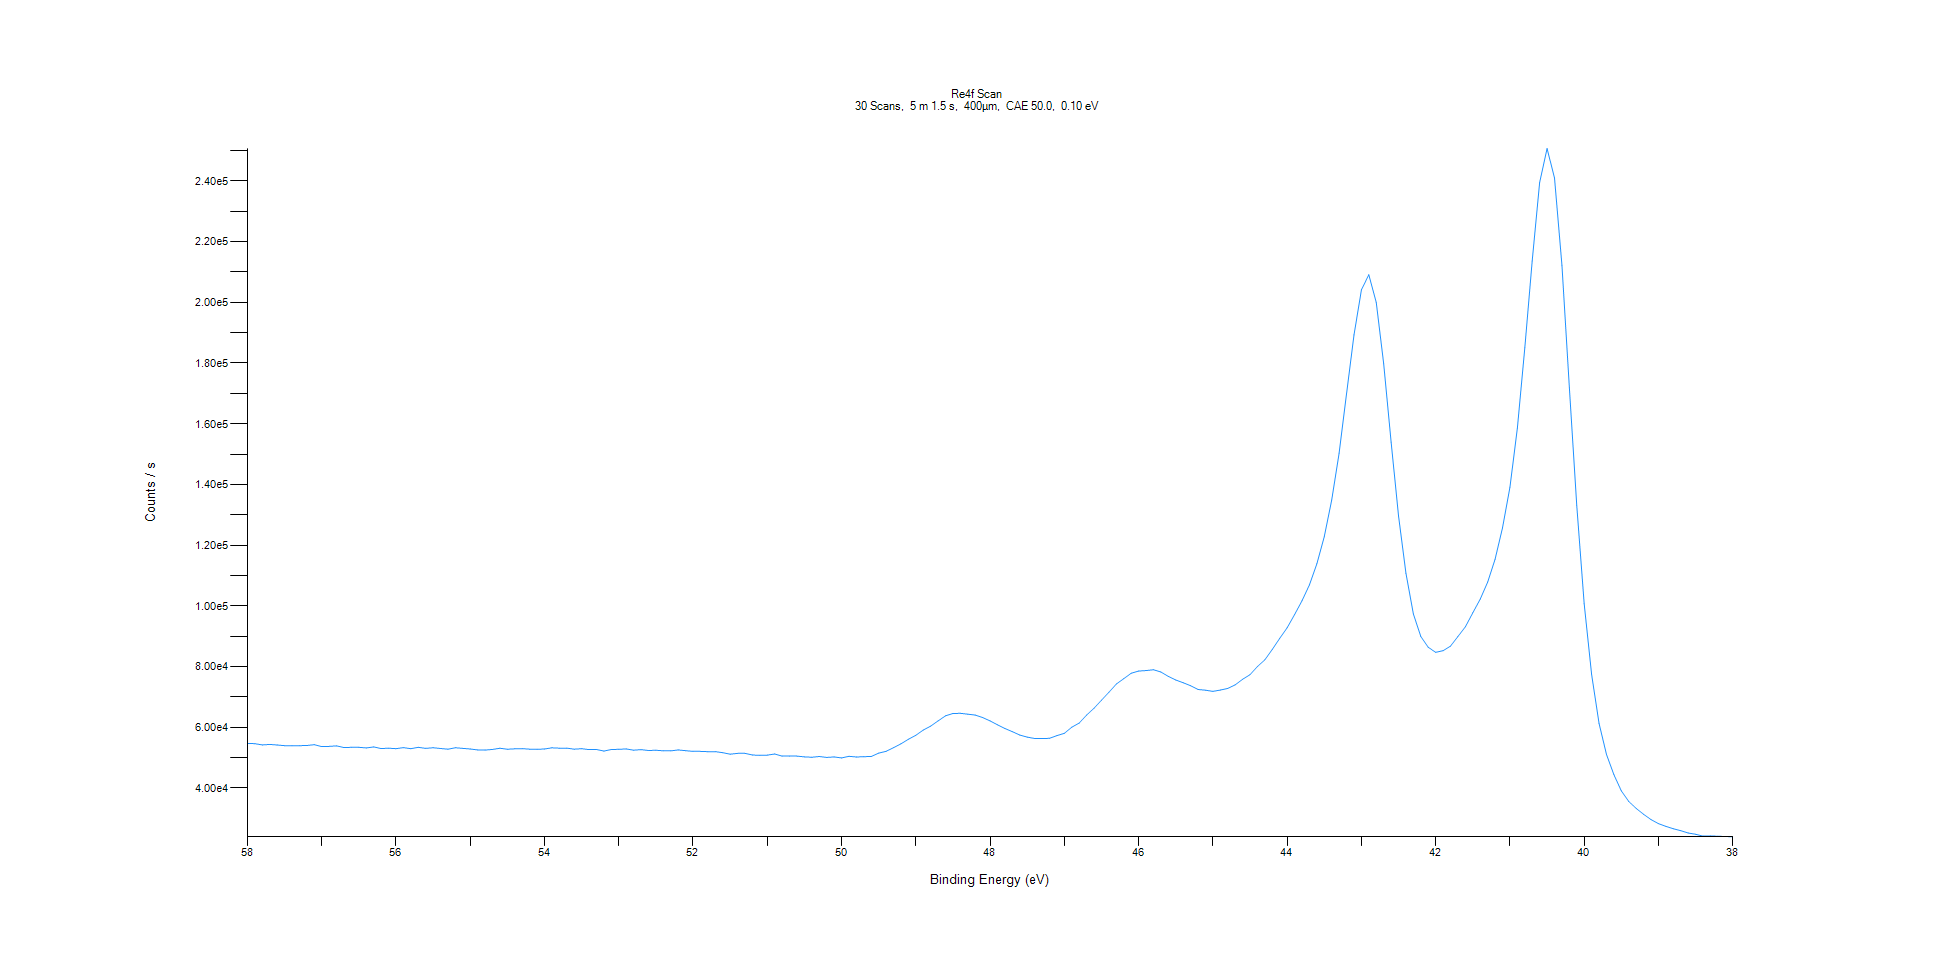 Re4f Scan
30 Scans, 5 m 1.5 s, 400µm, CAE 50.0, 0.10 eV
2.40e5
2.20e5
2.00e5
1.80e5
1.60e5
1.40e5
1.20e5
1.00e5
8.00e4
6.00e4
4.00e4
Counts / s
58 56 54 52 50 48 46 44 42 40 38
Binding Energy (eV)